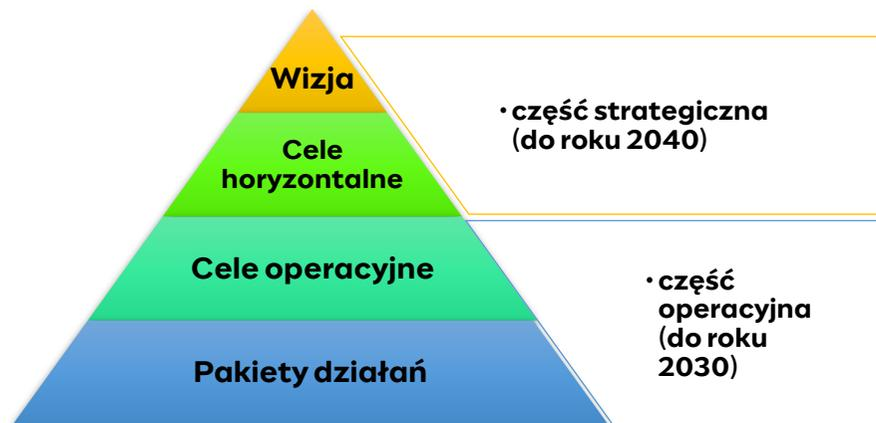 Wizja
Cele
horyzontalne
Cele operacyjne
Pakiety działań
• część strategiczna
(do roku 2040)
• część
operacyjna
(do roku
2030)